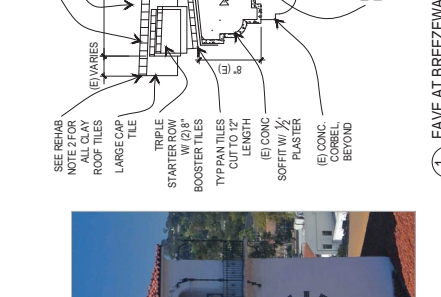 (E) VARIES
8" (E)
SEE REHAB
NOTE 2 FOR
ALL CLAY
ROOF TILES
LARGE CAP
TILE
TRIPLE
STARTER ROW
W/ (2) 8"
BOOSTER TILES
TYP PAN TILES
CUT TO 12"
LENGTH
(E) CONC
SOFFIT W/ 1/2"
PLASTER
(E) CONC.
CORBEL,
BEYOND
1 EAVE AT BREEZEWA